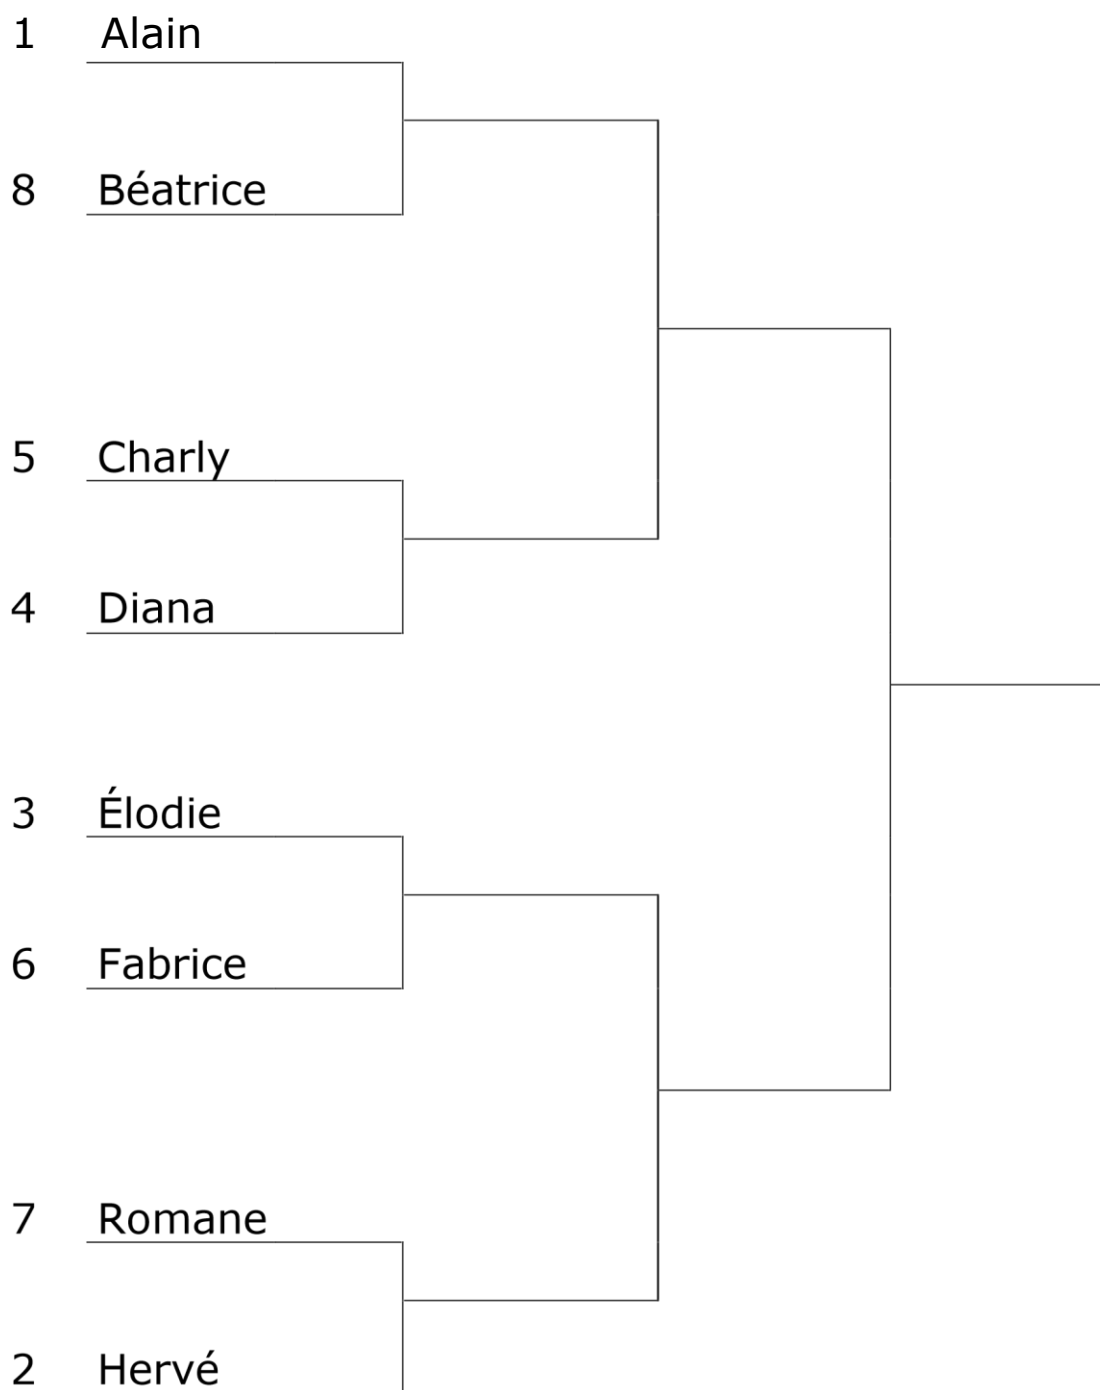 1 Alain
8 Béatrice
5 Charly
4 Diana
3 Élodie
6 Fabrice
7 Romane
2 Hervé